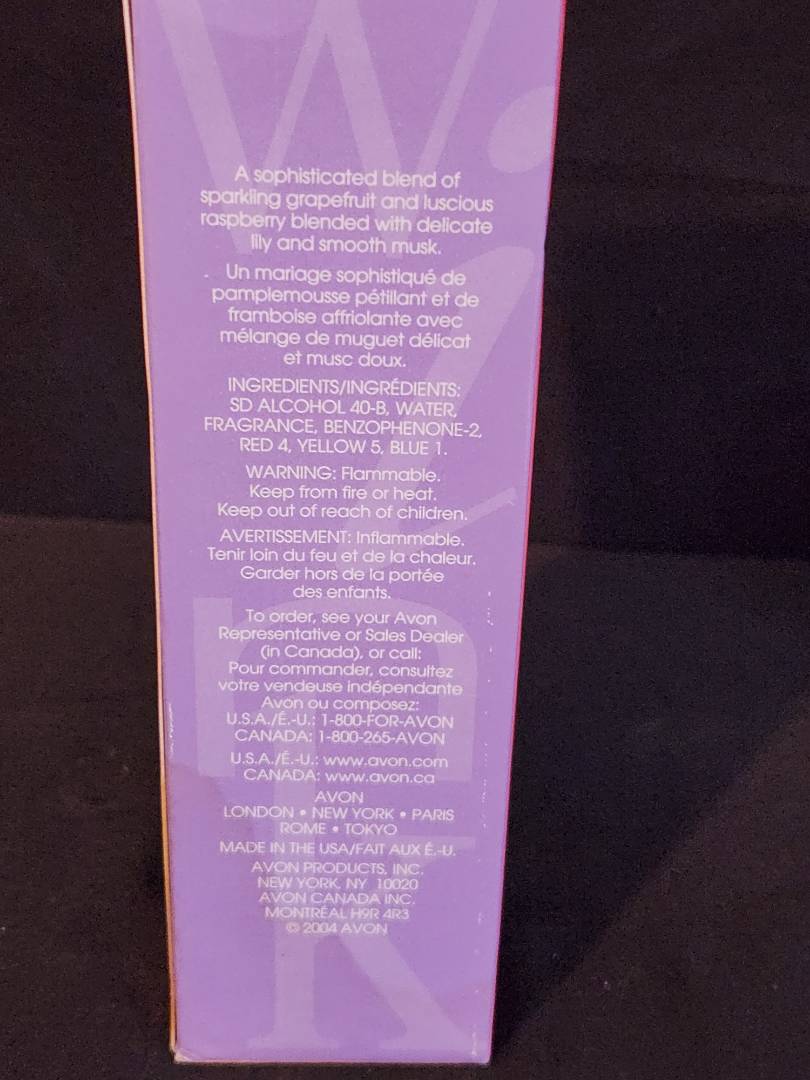 Wink
A sophisticated blend of
sparkling grapefruit and luscious
raspberry blended with delicate
lily and smooth musk.
Un mariage sophistiqué de
pamplemousse pétillant et de
framboise affriolante avec
mélange de muguet délicat
et musc doux.
INGREDIENTS/INGRÉDIENTS:
SD ALCOHOL 40-B, WATER,
FRAGRANCE, BENZOPHENONE-2,
RED 4, YELLOW 5, BLUE 1.
WARNING: Flammable.
Keep from fire or heat.
Keep out of reach of children.
AVERTISSEMENT: Inflammable.
Tenir loin du feu et de la chaleur.
Garder hors de la portée
des enfants.
To order, see your Avon
Representative or Sales Dealer
(in Canada), or call:
Pour commander, consultez
votre vendeuse indépendante
Avon ou composez:
U.S.A./É.-U.: 1-800-FOR-AVON
CANADA: 1-800-265-AVON
U.S.A./É.-U.: www.avon.com
CANADA: www.avon.ca
AVON
LONDON • NEW YORK • PARIS
ROME • TOKYO
MADE IN THE USA/FAIT AUX É.-U.
AVON PRODUCTS, INC.
NEW YORK, NY 10020
AVON CANADA INC.
MONTRÉAL H9R 4R3
© 2004 AVON